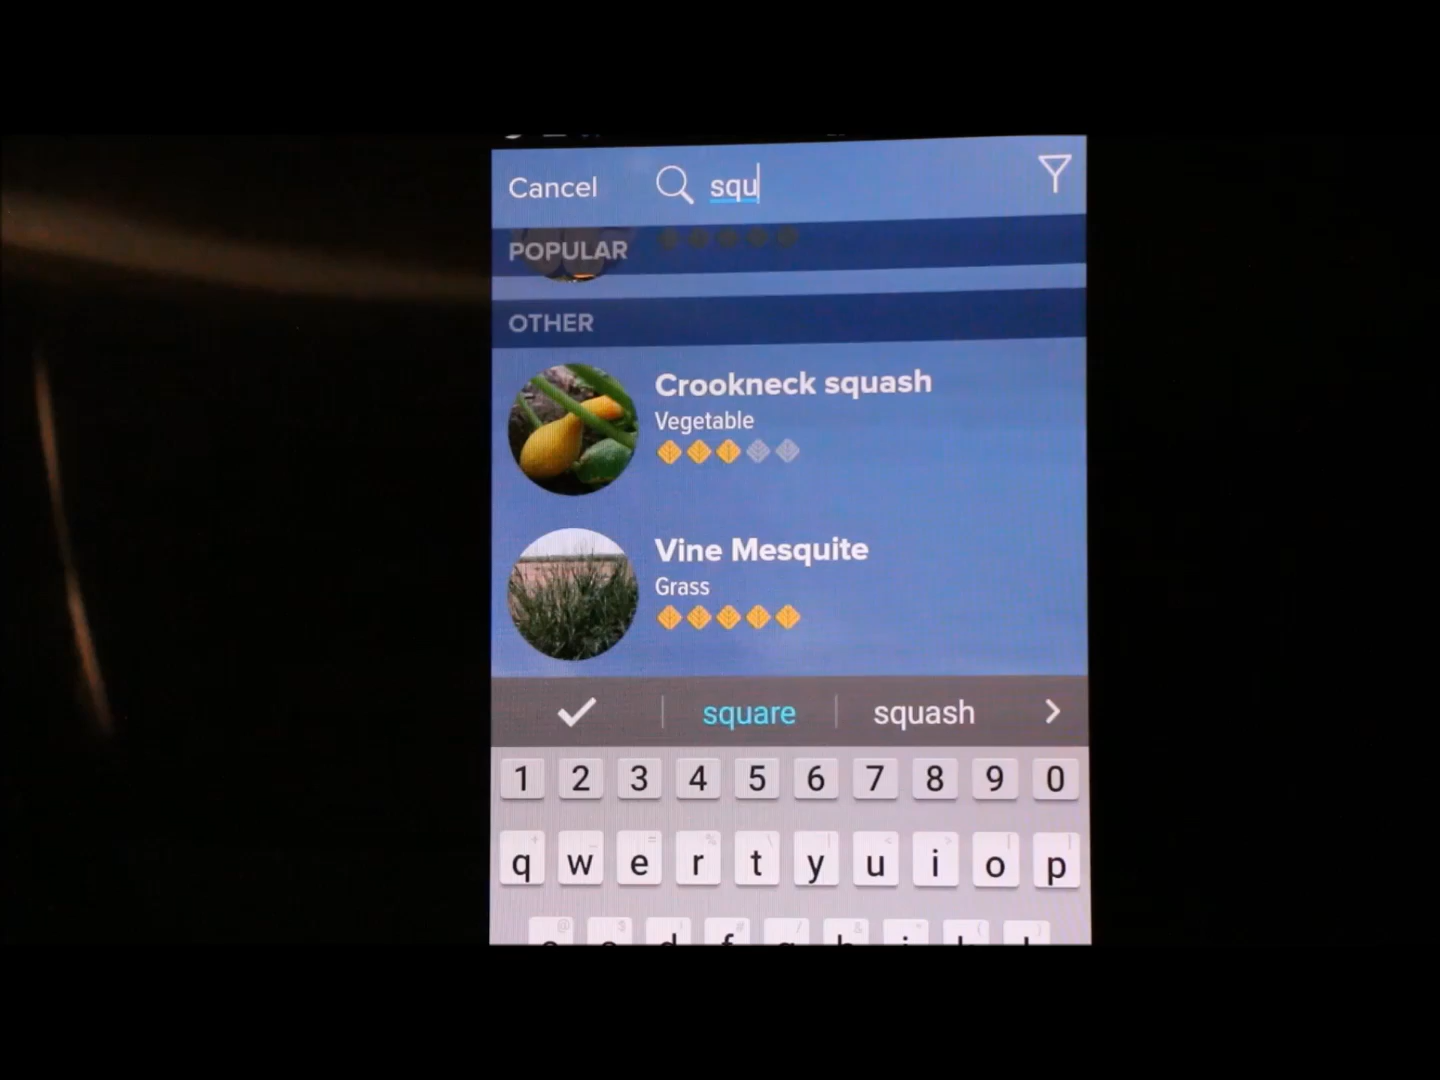 Cancel squ
POPULAR
OTHER
Crookneck squash
Vegetable
Vine Mesquite
Grass
square squash
1 2 3 4 5 6 7 8 9 0
q w e r t y u i o p
d f g h j k l